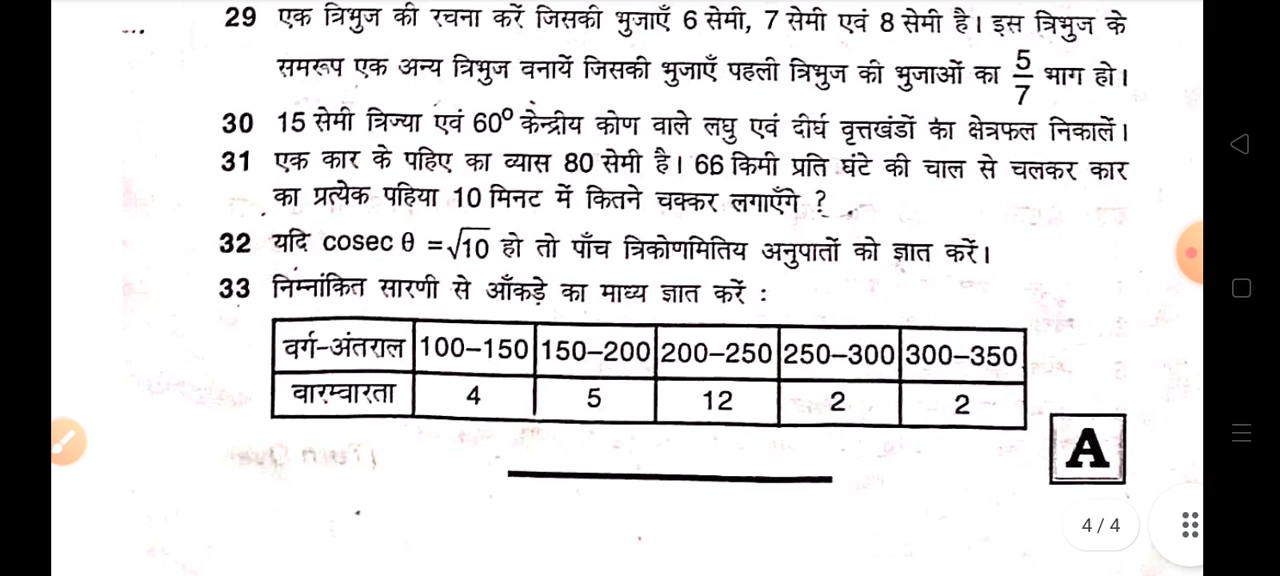 29 एक त्रिभुज की रचना करें जिसकी भुजाएँ 6 सेमी, 7 सेमी एवं 8 सेमी है। इस त्रिभुज के
समरूप एक अन्य त्रिभुज वनायें जिसकी भुजाएँ पहली त्रिभुज की भुजाओं का 5/7 भाग हो।
30 15 सेमी त्रिज्या एवं 60° केन्द्रीय कोण वाले लघु एवं दीर्घ वृत्तखंडों का क्षेत्रफल निकालें।
31 एक कार के पहिए का व्यास 80 सेमी है। 66 किमी प्रति घंटे की चाल से चलकर कार
का प्रत्येक पहिया 10 मिनट में कितने चक्कर लगाएँगे ?
32 यदि cosec θ = √10 हो तो पाँच त्रिकोणमितिय अनुपातों को ज्ञात करें।
33 निम्नांकित सारणी से आँकड़े का माध्य ज्ञात करें :
वर्ग-अंतराल 100–150 150–200 200–250 250–300 300–350
वारम्वारता 4 5 12 2 2
A
4 / 4